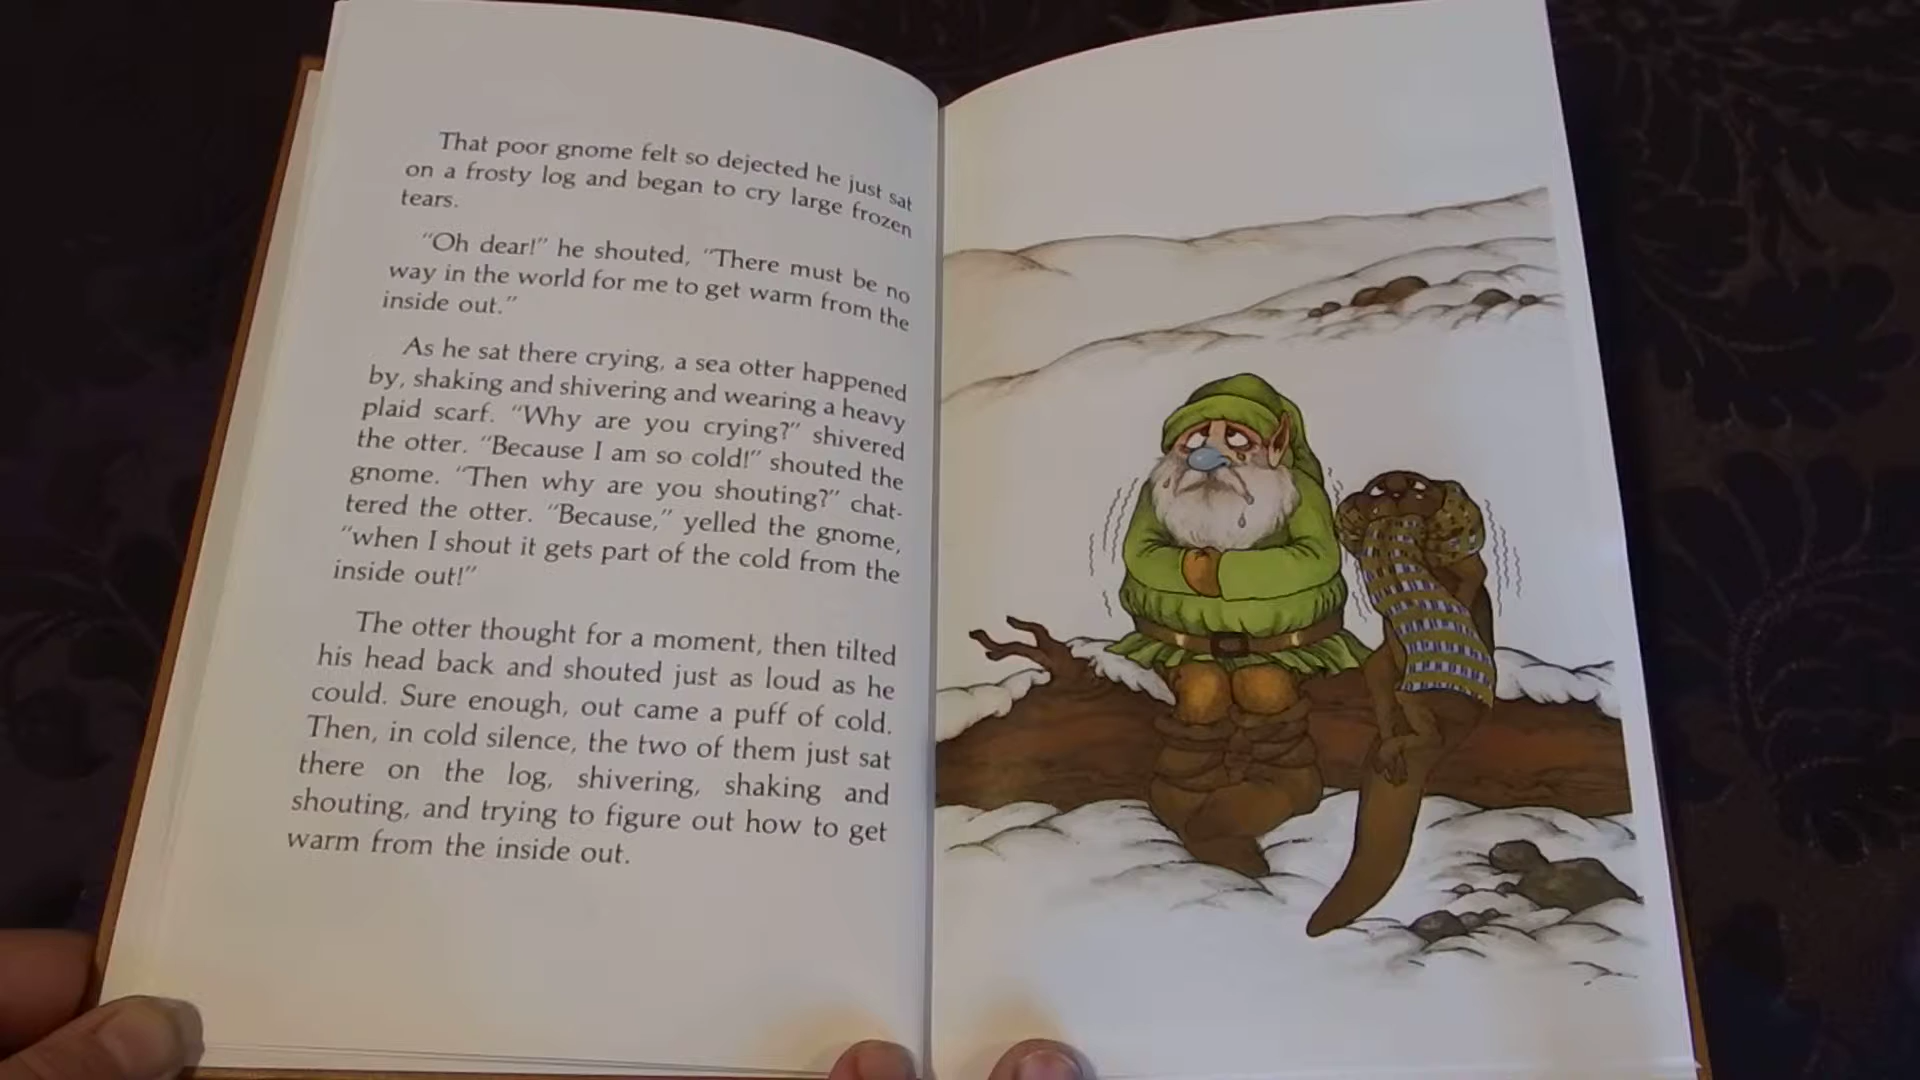 That poor gnome felt so dejected he just sat
on a frosty log and began to cry large frozen
tears.
“Oh dear!” he shouted, “There must be no
way in the world for me to get warm from the
inside out.”
As he sat there crying, a sea otter happened
by, shaking and shivering and wearing a heavy
plaid scarf. “Why are you crying?” shivered
the otter. “Because I am so cold!” shouted the
gnome. “Then why are you shouting?” chat-
tered the otter. “Because,” yelled the gnome,
“when I shout it gets part of the cold from the
inside out!”
The otter thought for a moment, then tilted
his head back and shouted just as loud as he
could. Sure enough, out came a puff of cold.
Then, in cold silence, the two of them just sat
there on the log, shivering, shaking and
shouting, and trying to figure out how to get
warm from the inside out.